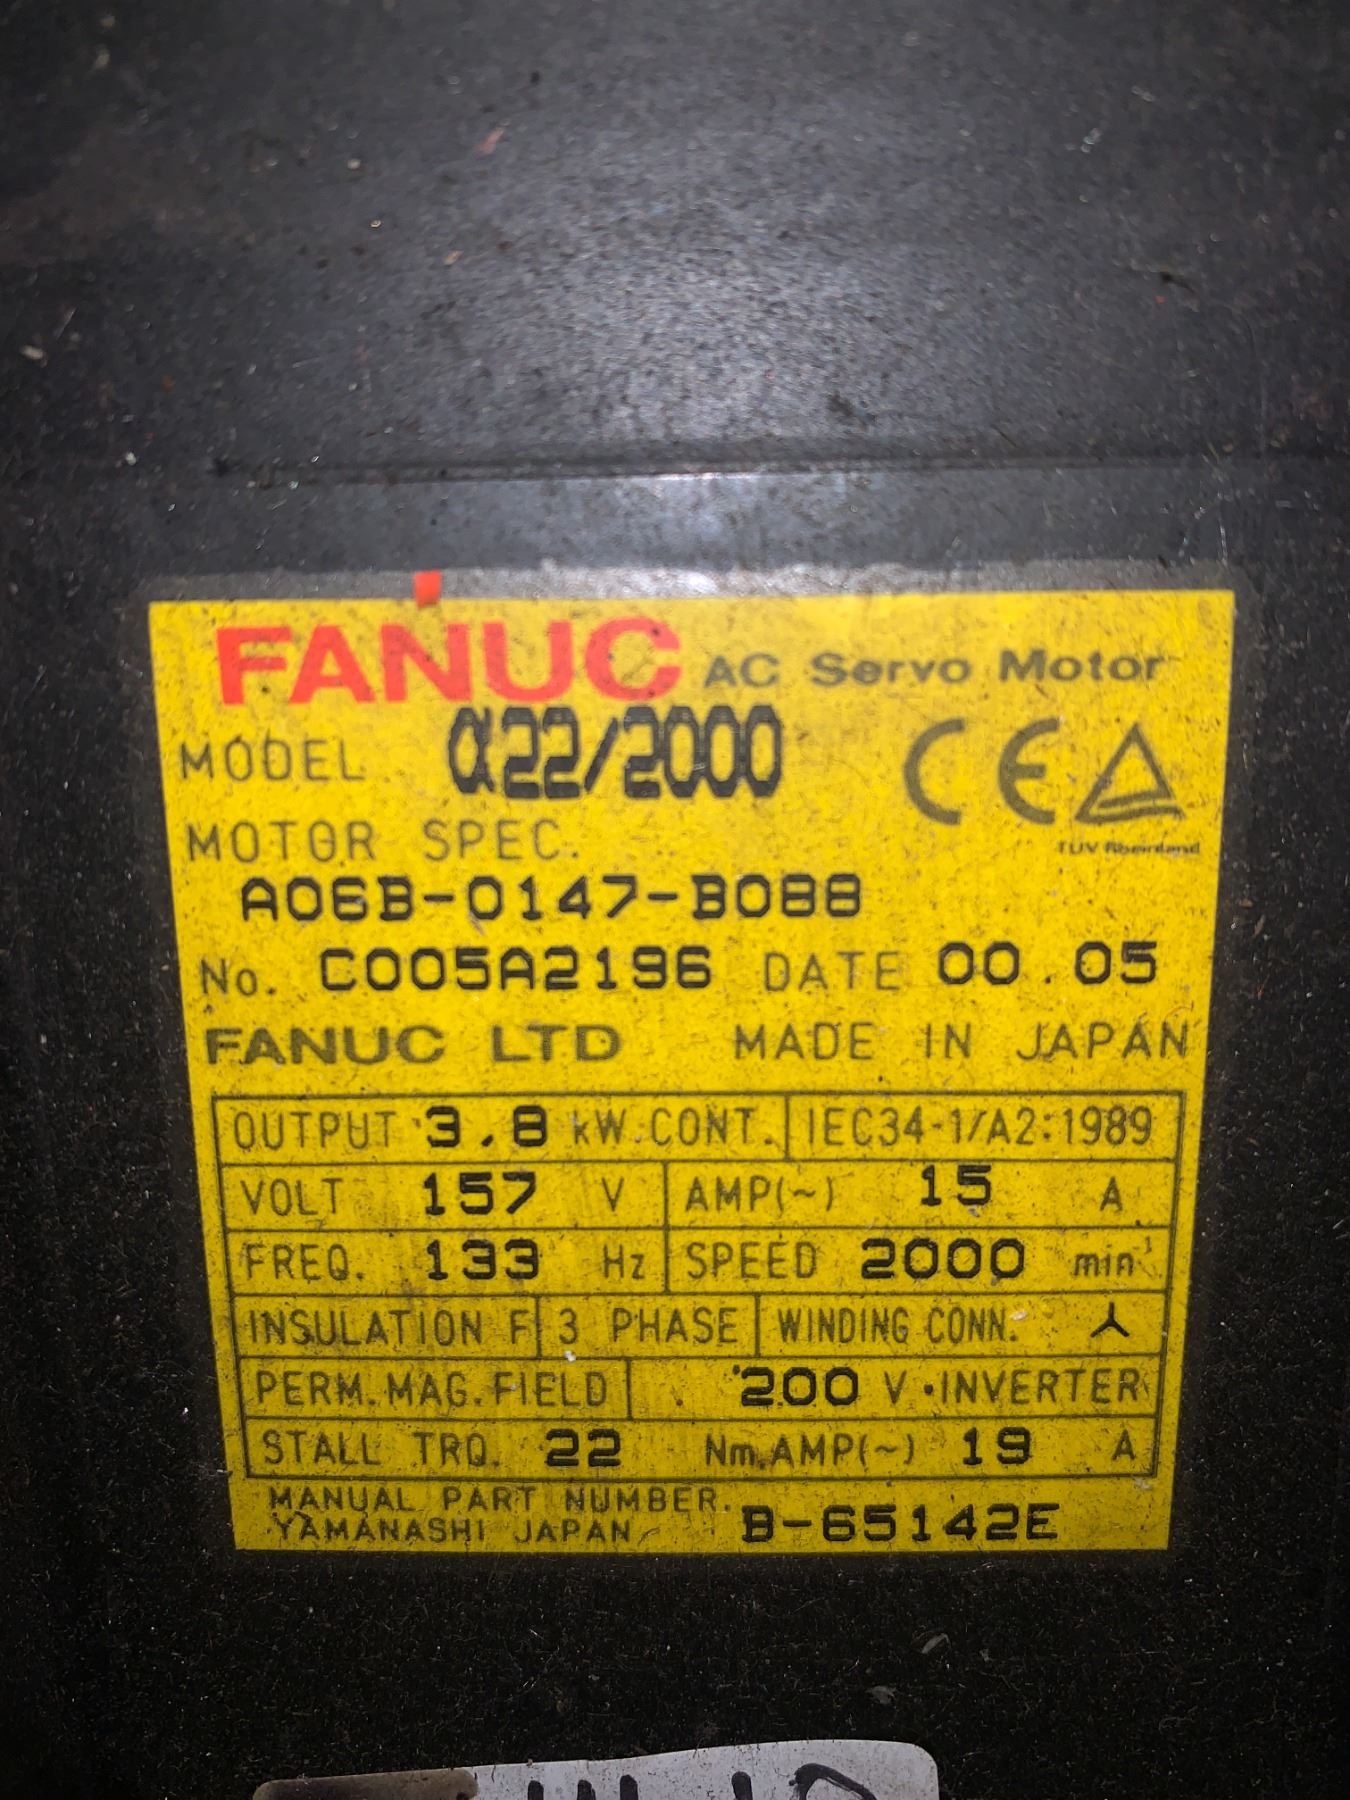 FANUC AC Servo Motor
MODEL α22/2000
CE
TÜV Rheinland
MOTOR SPEC.
A06B-0147-B088
No. C005A2196 DATE 00.05
FANUC LTD MADE IN JAPAN
OUTPUT 3.8 kW.CONT. IEC34-1/A2:1989
VOLT 157 V AMP(~) 15 A
FREQ. 133 Hz SPEED 2000 min⁻¹
INSULATION F 3 PHASE WINDING CONN. ⅄
PERM.MAG.FIELD 200 V.INVERTER
STALL TRQ. 22 Nm.AMP(~) 19 A
MANUAL PART NUMBER. B-65142E
YAMANASHI JAPAN